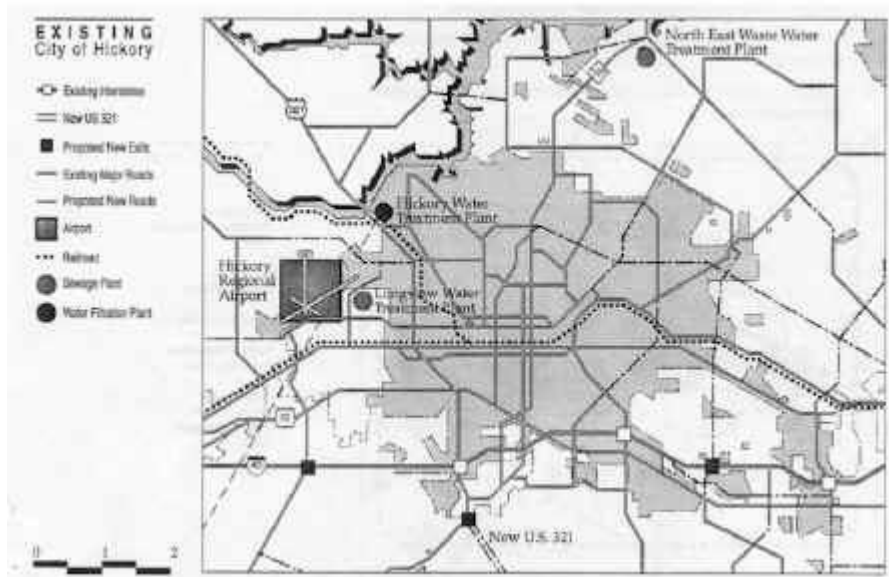 EXISTING
City of Hickory
Existing Interstates
New US 321
Proposed New Exits
Existing Major Roads
Proposed New Roads
Airport
Railroad
Sewage Plant
Water Filtration Plant
0 1 2
North East Waste Water
Treatment Plant
Hickory Water
Treatment Plant
Hickory
Regional
Airport
Longview Water
Treatment Plant
New U.S. 321